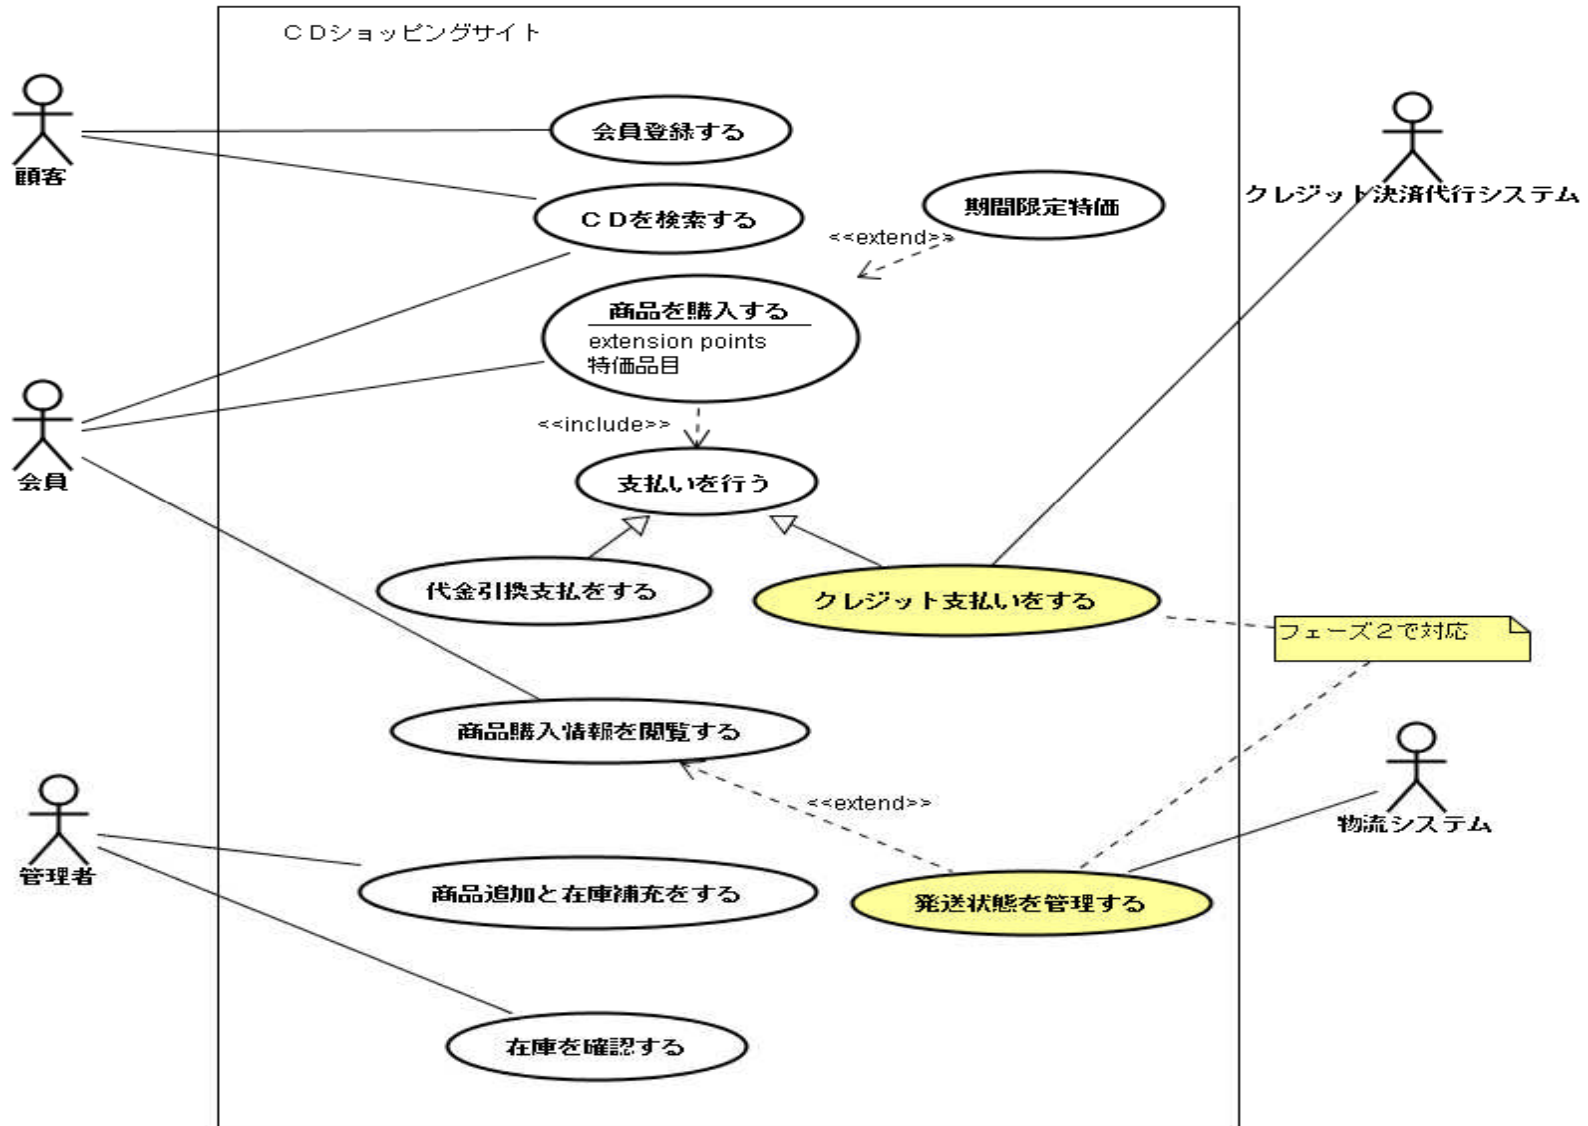 ＣＤショッピングサイト
顧客
会員登録する
ＣＤを検索する
期間限定特価
クレジット決済代行システム
<<extend>>
商品を購入する
extension points
特価品目
<<include>>
会員
支払いを行う
代金引換支払をする
クレジット支払いをする
フェーズ２で対応
商品購入情報を閲覧する
<<extend>>
物流システム
管理者
商品追加と在庫補充をする
発送状態を管理する
在庫を確認する